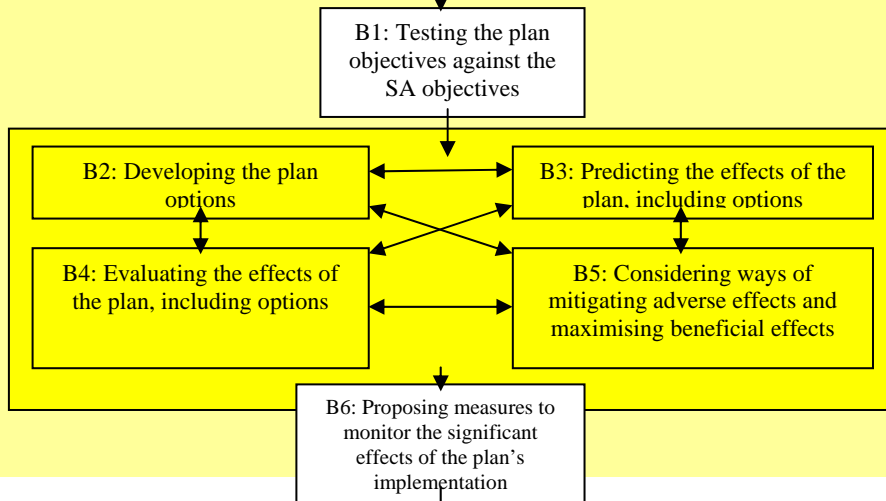 B1: Testing the plan
objectives against the
SA objectives
B2: Developing the plan
options
B3: Predicting the effects of the
plan, including options
B4: Evaluating the effects of
the plan, including options
B5: Considering ways of
mitigating adverse effects and
maximising beneficial effects
B6: Proposing measures to
monitor the significant
effects of the plan's
implementation